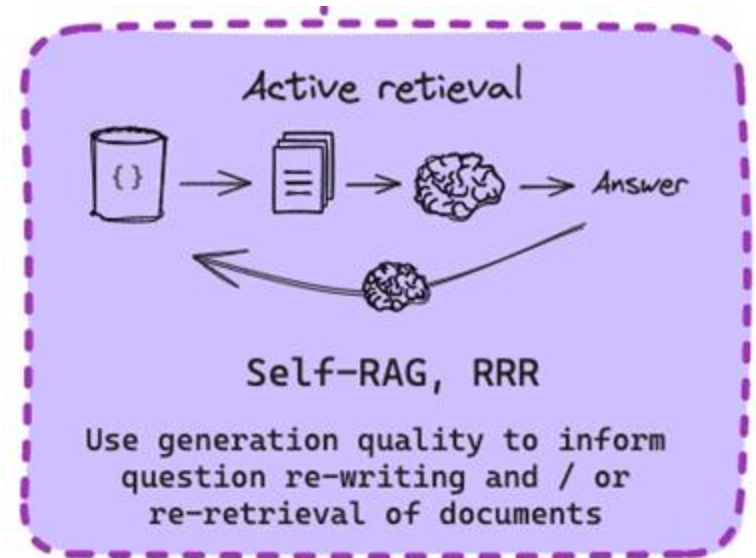 Active retieval
{}
Answer
Self-RAG, RRR
Use generation quality to inform
question re-writing and / or
re-retrieval of documents